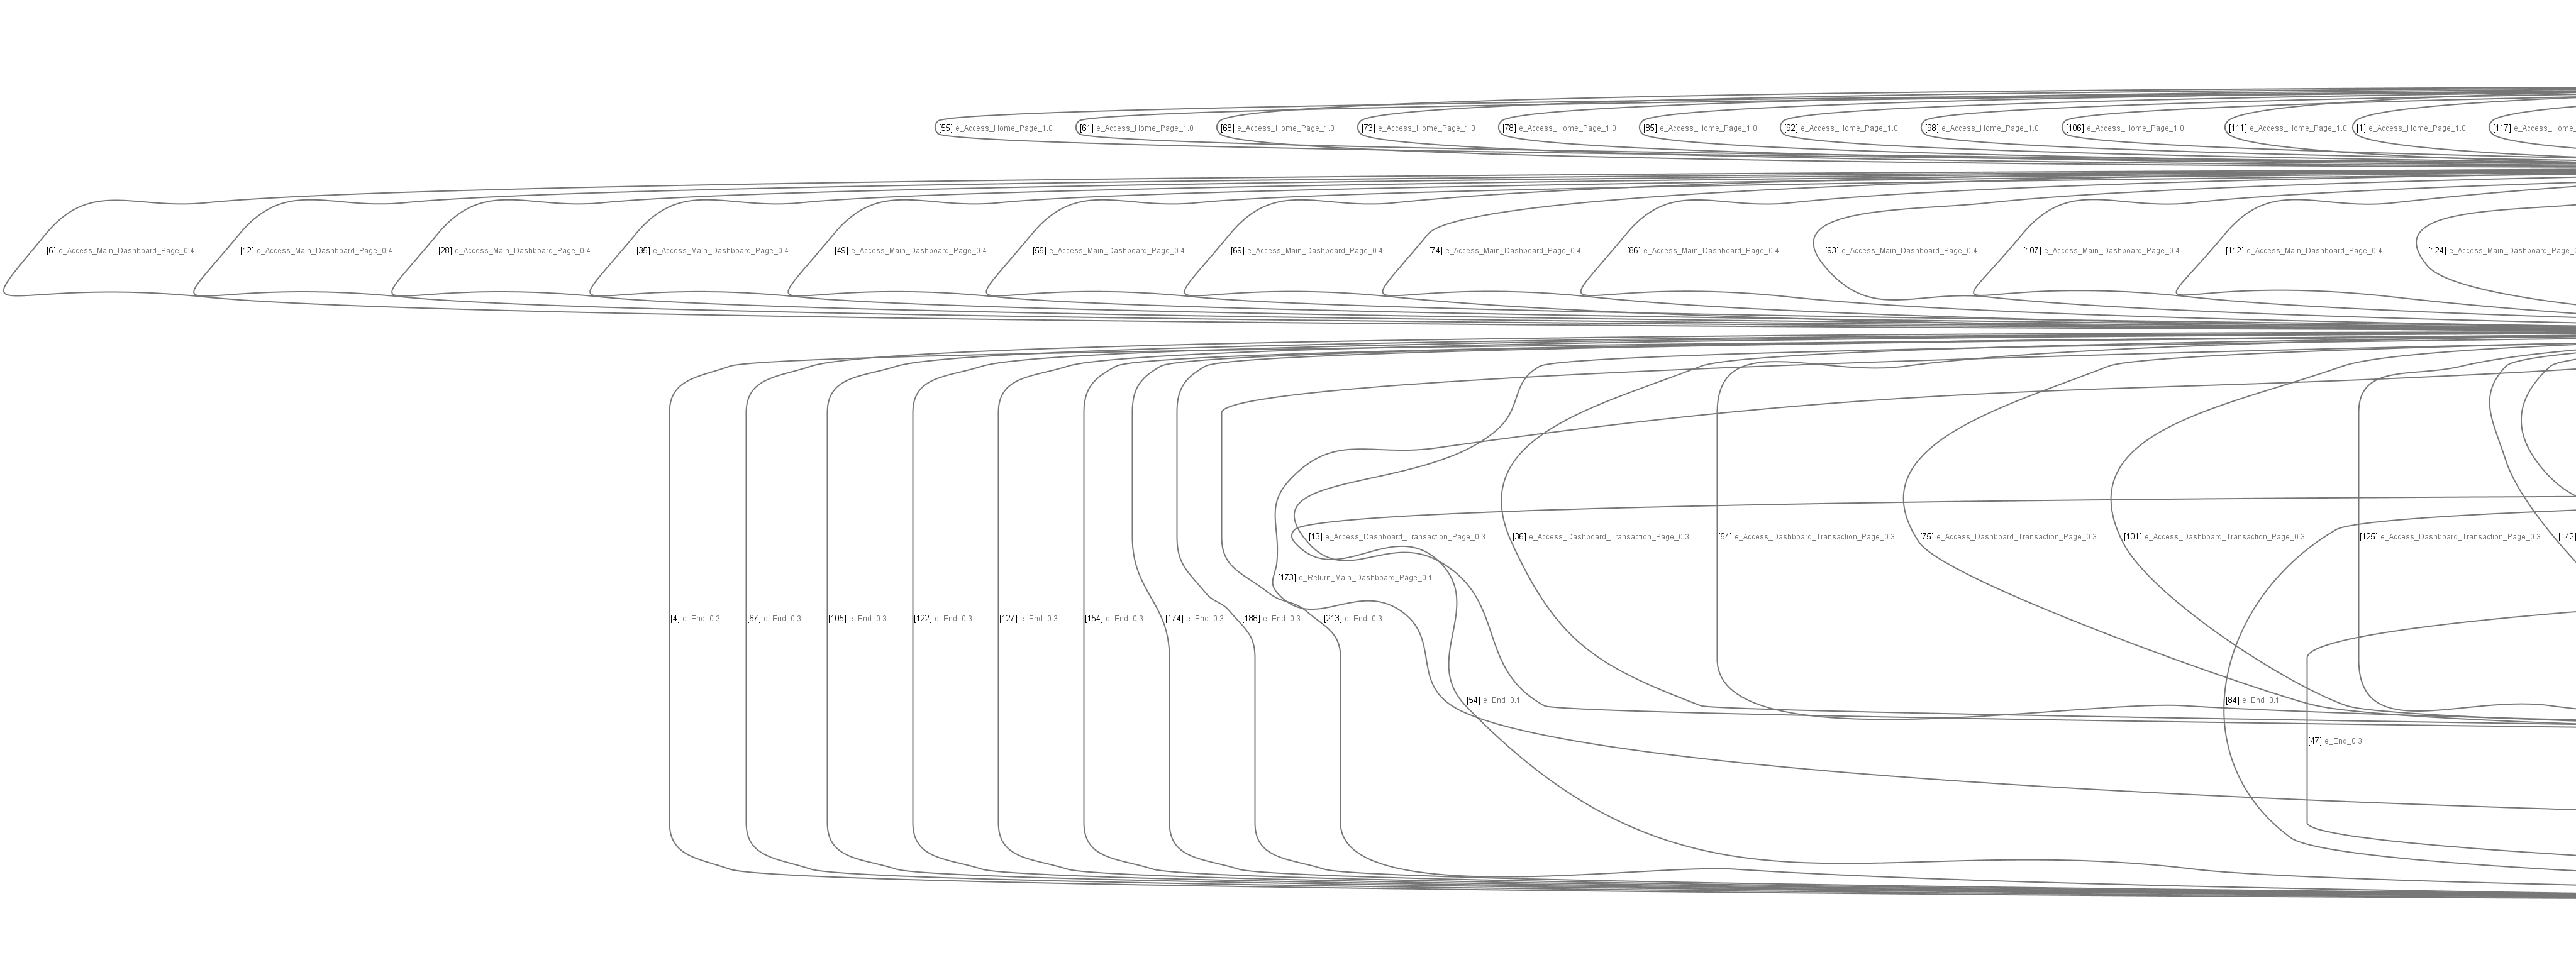 [55] e_Access_Home_Page_1.0 [61] e_Access_Home_Page_1.0 [68] e_Access_Home_Page_1.0 [73] e_Access_Home_Page_1.0 [78] e_Access_Home_Page_1.0 [85] e_Access_Home_Page_1.0 [92] e_Access_Home_Page_1.0 [98] e_Access_Home_Page_1.0 [106] e_Access_Home_Page_1.0 [111] e_Access_Home_Page_1.0 [1] e_Access_Home_Page_1.0 [117] e_Access_Home_
[6] e_Access_Main_Dashboard_Page_0.4 [12] e_Access_Main_Dashboard_Page_0.4 [28] e_Access_Main_Dashboard_Page_0.4 [35] e_Access_Main_Dashboard_Page_0.4 [49] e_Access_Main_Dashboard_Page_0.4 [56] e_Access_Main_Dashboard_Page_0.4 [69] e_Access_Main_Dashboard_Page_0.4 [74] e_Access_Main_Dashboard_Page_0.4 [86] e_Access_Main_Dashboard_Page_0.4 [93] e_Access_Main_Dashboard_Page_0.4 [107] e_Access_Main_Dashboard_Page_0.4 [112] e_Access_Main_Dashboard_Page_0.4 [124] e_Access_Main_Dashboard_Page_
[13] e_Access_Dashboard_Transaction_Page_0.3 [36] e_Access_Dashboard_Transaction_Page_0.3 [64] e_Access_Dashboard_Transaction_Page_0.3 [75] e_Access_Dashboard_Transaction_Page_0.3 [101] e_Access_Dashboard_Transaction_Page_0.3 [125] e_Access_Dashboard_Transaction_Page_0.3 [142]
[173] e_Return_Main_Dashboard_Page_0.1
[4] e_End_0.3 [67] e_End_0.3 [105] e_End_0.3 [122] e_End_0.3 [127] e_End_0.3 [154] e_End_0.3 [174] e_End_0.3 [188] e_End_0.3 [213] e_End_0.3
[54] e_End_0.1 [84] e_End_0.1
[47] e_End_0.3